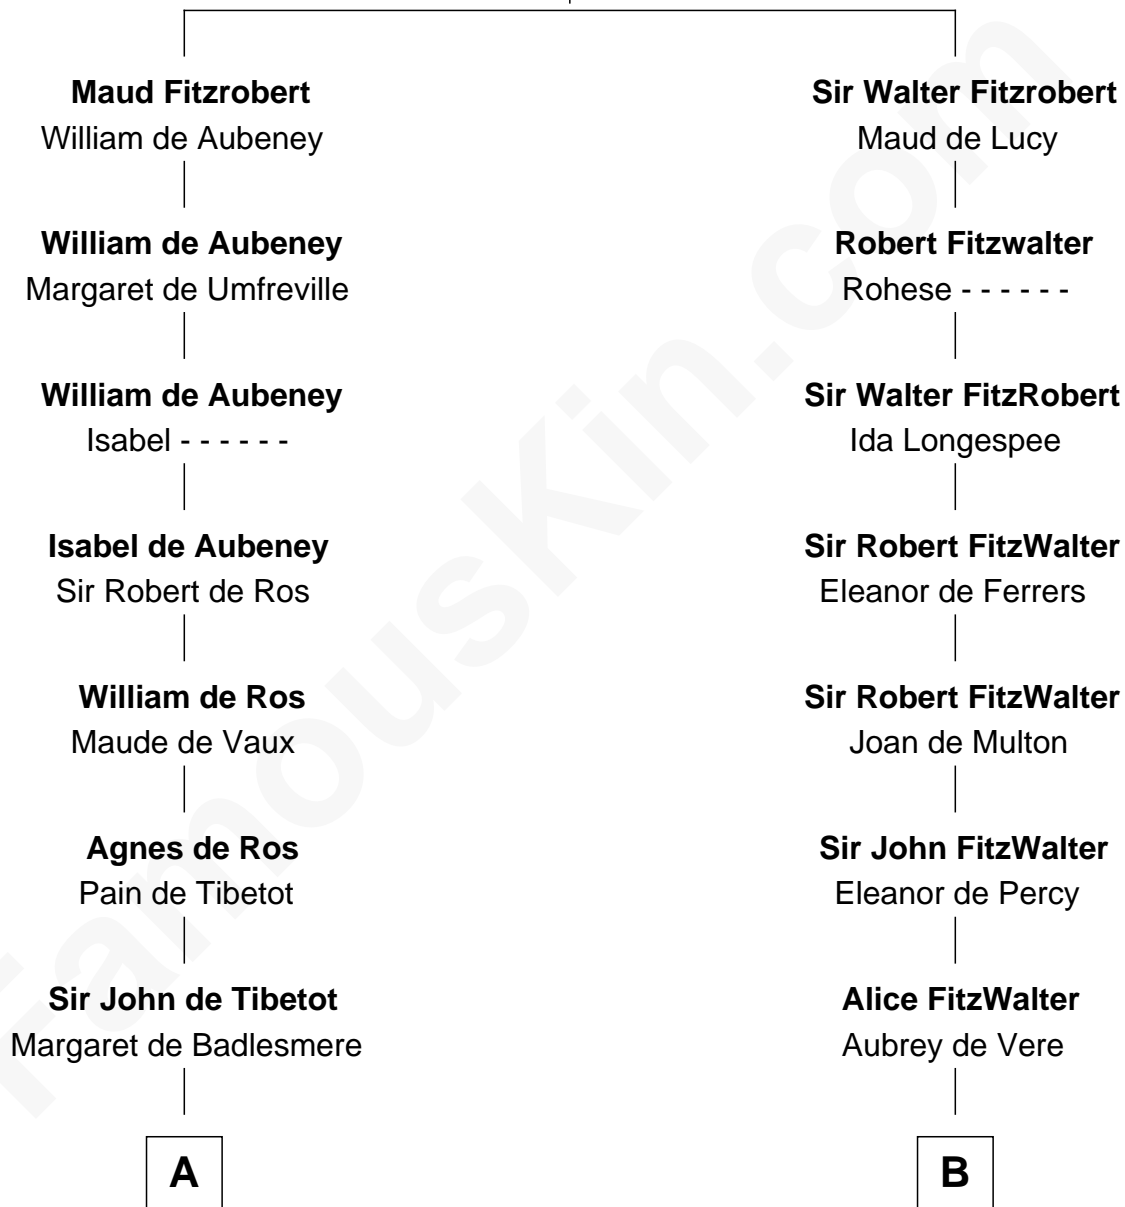 Maud Fitzrobert
William de Aubeney
William de Aubeney
Margaret de Umfreville
William de Aubeney
Isabel - - - - - -
Isabel de Aubeney
Sir Robert de Ros
William de Ros
Maude de Vaux
Agnes de Ros
Pain de Tibetot
Sir John de Tibetot
Margaret de Badlesmere
A
Sir Walter Fitzrobert
Maud de Lucy
Robert Fitzwalter
Rohese - - - - - -
Sir Walter FitzRobert
Ida Longespee
Sir Robert FitzWalter
Eleanor de Ferrers
Sir Robert FitzWalter
Joan de Multon
Sir John FitzWalter
Eleanor de Percy
Alice FitzWalter
Aubrey de Vere
B
FamousKin.com